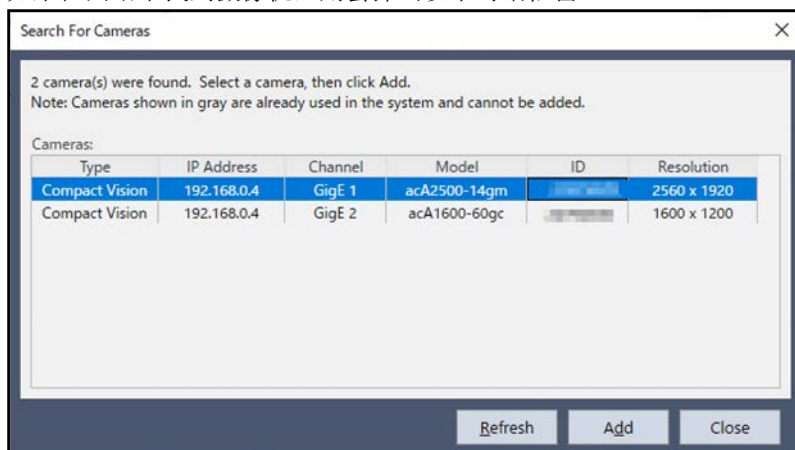 Search For Cameras
2 camera(s) were found. Select a camera, then click Add.
Note: Cameras shown in gray are already used in the system and cannot be added.
Cameras:
Type IP Address Channel Model ID Resolution
Compact Vision 192.168.0.4 GigE 1 acA2500-14gm 2560 x 1920
Compact Vision 192.168.0.4 GigE 2 acA1600-60gc 1600 x 1200
Refresh Add Close